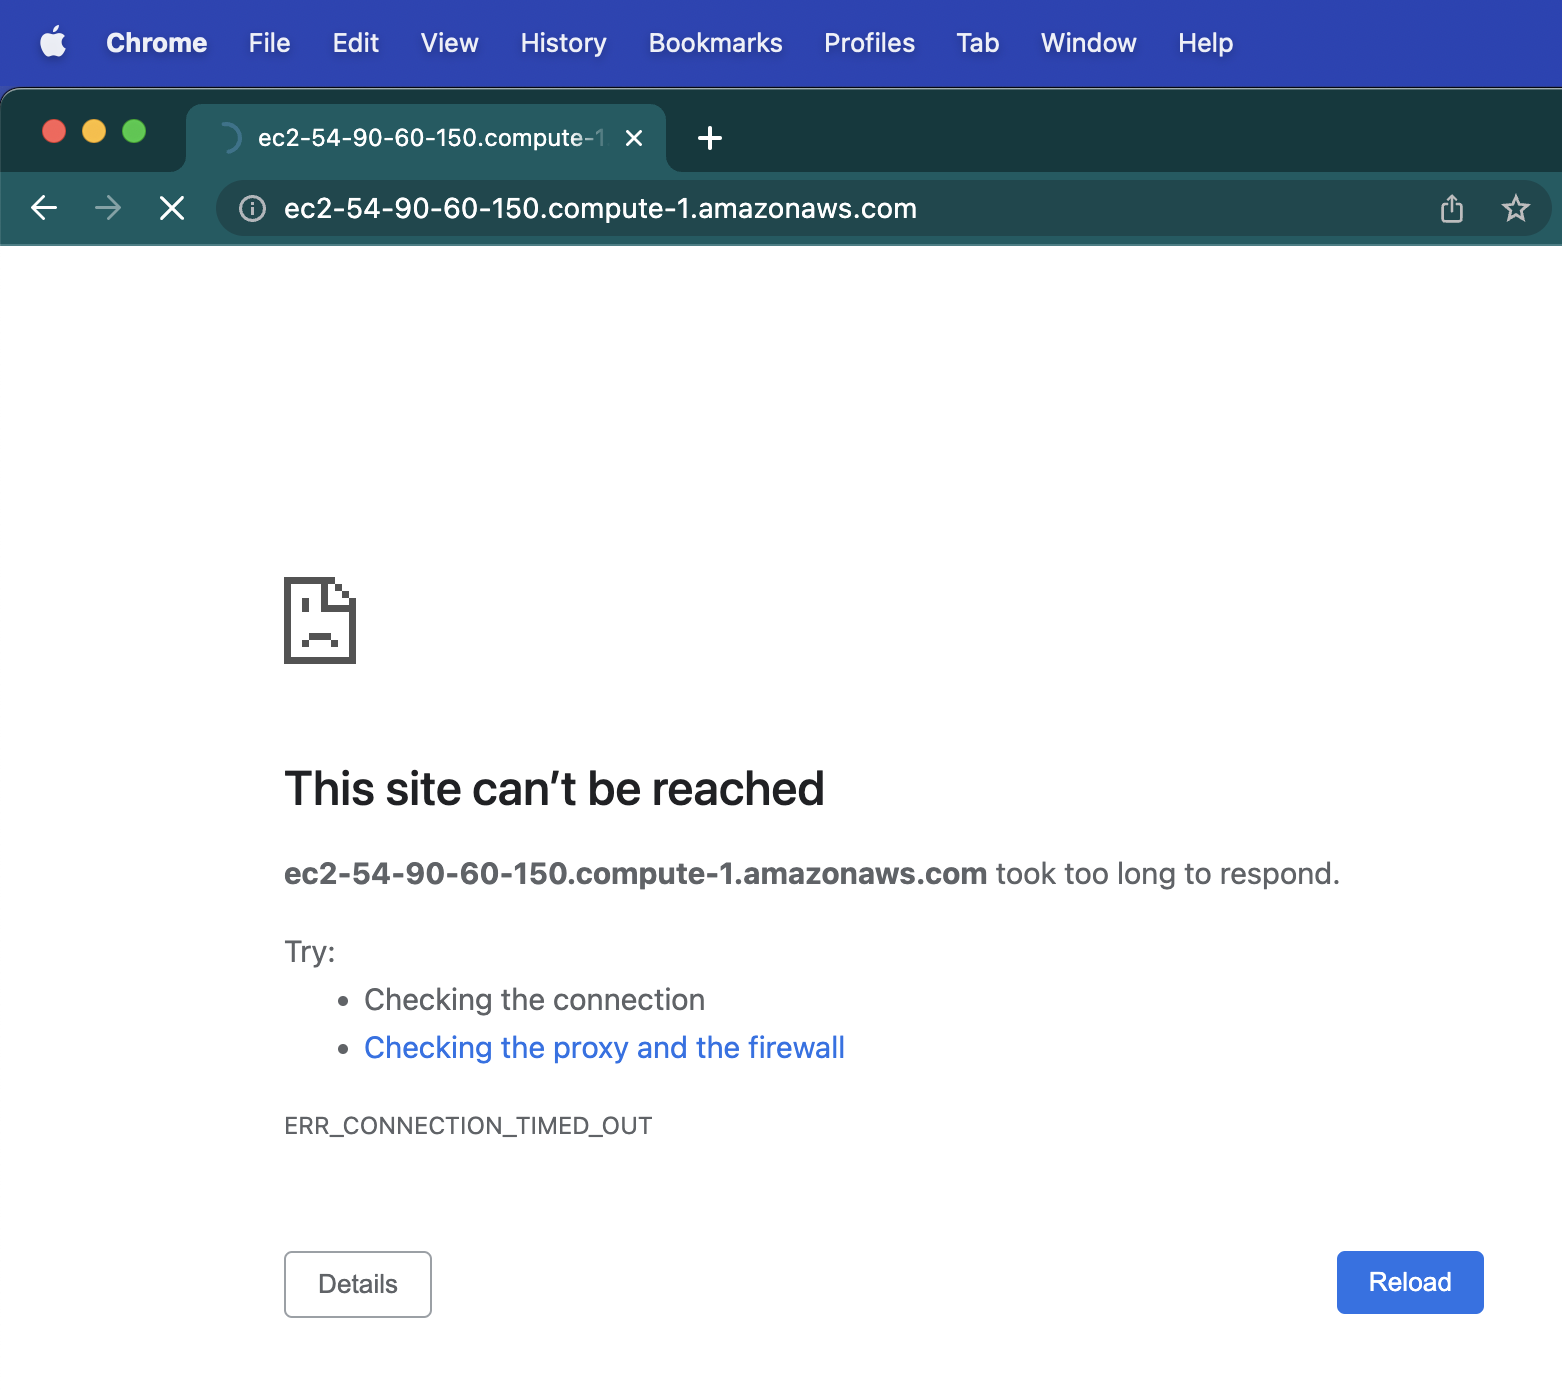 Chrome File Edit View History Bookmarks Profiles Tab Window Help
ec2-54-90-60-150.compute-1
ec2-54-90-60-150.compute-1.amazonaws.com
This site can’t be reached
ec2-54-90-60-150.compute-1.amazonaws.com took too long to respond.
Try:
• Checking the connection
• Checking the proxy and the firewall
ERR_CONNECTION_TIMED_OUT
Details Reload